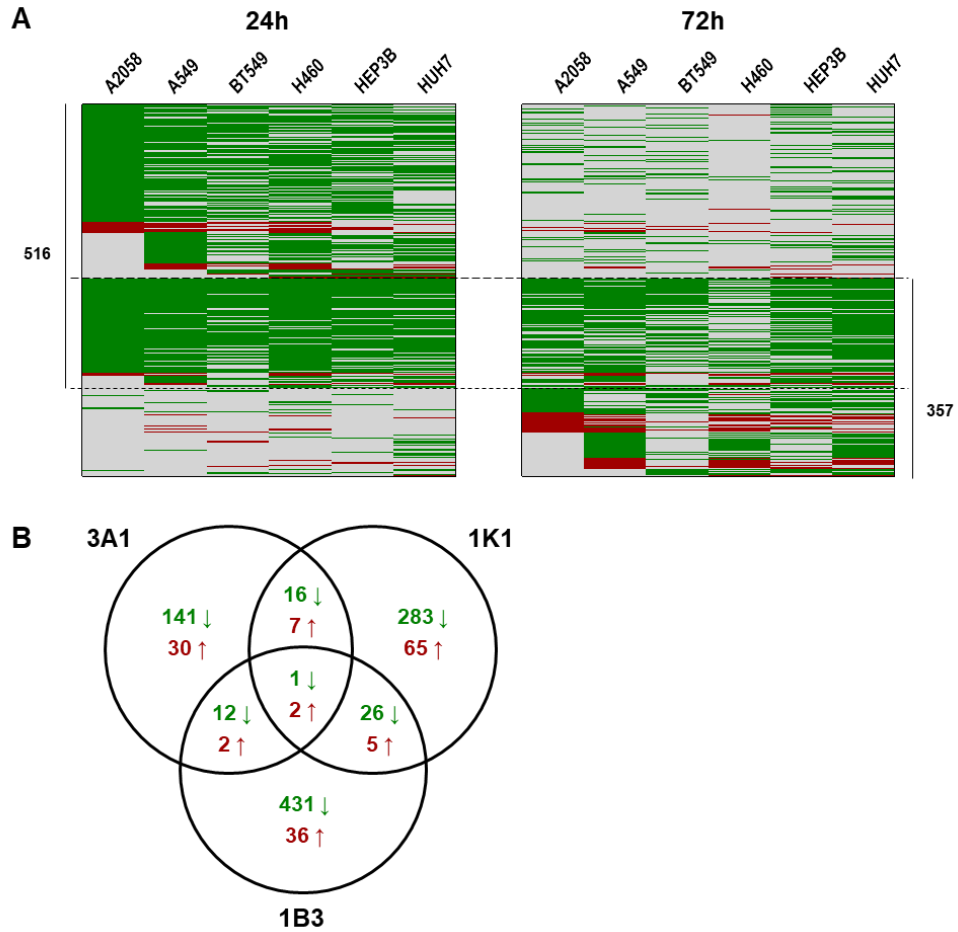 A
24h
72h
A2058 A549 BT549 H460 HEP3B HUH7
A2058 A549 BT549 H460 HEP3B HUH7
516
357
B
3A1
1K1
141 ↓
30 ↑
16 ↓
7 ↑
283 ↓
65 ↑
1 ↓
2 ↑
12 ↓
2 ↑
26 ↓
5 ↑
431 ↓
36 ↑
1B3